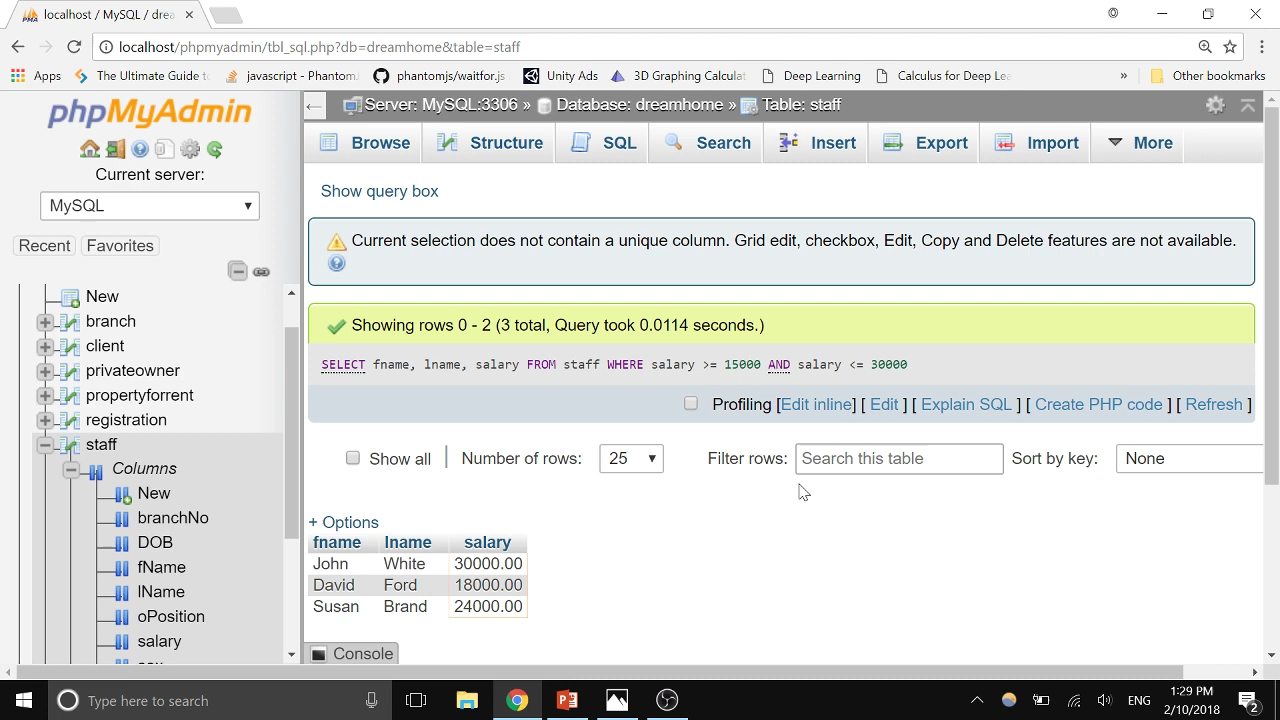 localhost / MySQL / drea
localhost/phpmyadmin/tbl_sql.php?db=dreamhome&table=staff
Apps The Ultimate Guide to javascript - Phantom. phantomjs/waitfor.js Unity Ads 3D Graphing Calculat Deep Learning Calculus for Deep Lea » Other bookmarks
phpMyAdmin
Current server:
MySQL
Recent Favorites
New
branch
client
privateowner
propertyforrent
registration
staff
Columns
New
branchNo
DOB
fName
lName
oPosition
salary
Server: MySQL:3306 » Database: dreamhome » Table: staff
Browse Structure SQL Search Insert Export Import More
Show query box
Current selection does not contain a unique column. Grid edit, checkbox, Edit, Copy and Delete features are not available.
Showing rows 0 - 2 (3 total, Query took 0.0114 seconds.)
SELECT fname, lname, salary FROM staff WHERE salary >= 15000 AND salary <= 30000
Profiling [Edit inline] [ Edit ] [ Explain SQL ] [ Create PHP code ] [ Refresh ]
Show all Number of rows: 25 Filter rows: Search this table Sort by key: None
+ Options
fname lname salary
John White 30000.00
David Ford 18000.00
Susan Brand 24000.00
Console
Type here to search
ENG
1:29 PM
2/10/2018
2